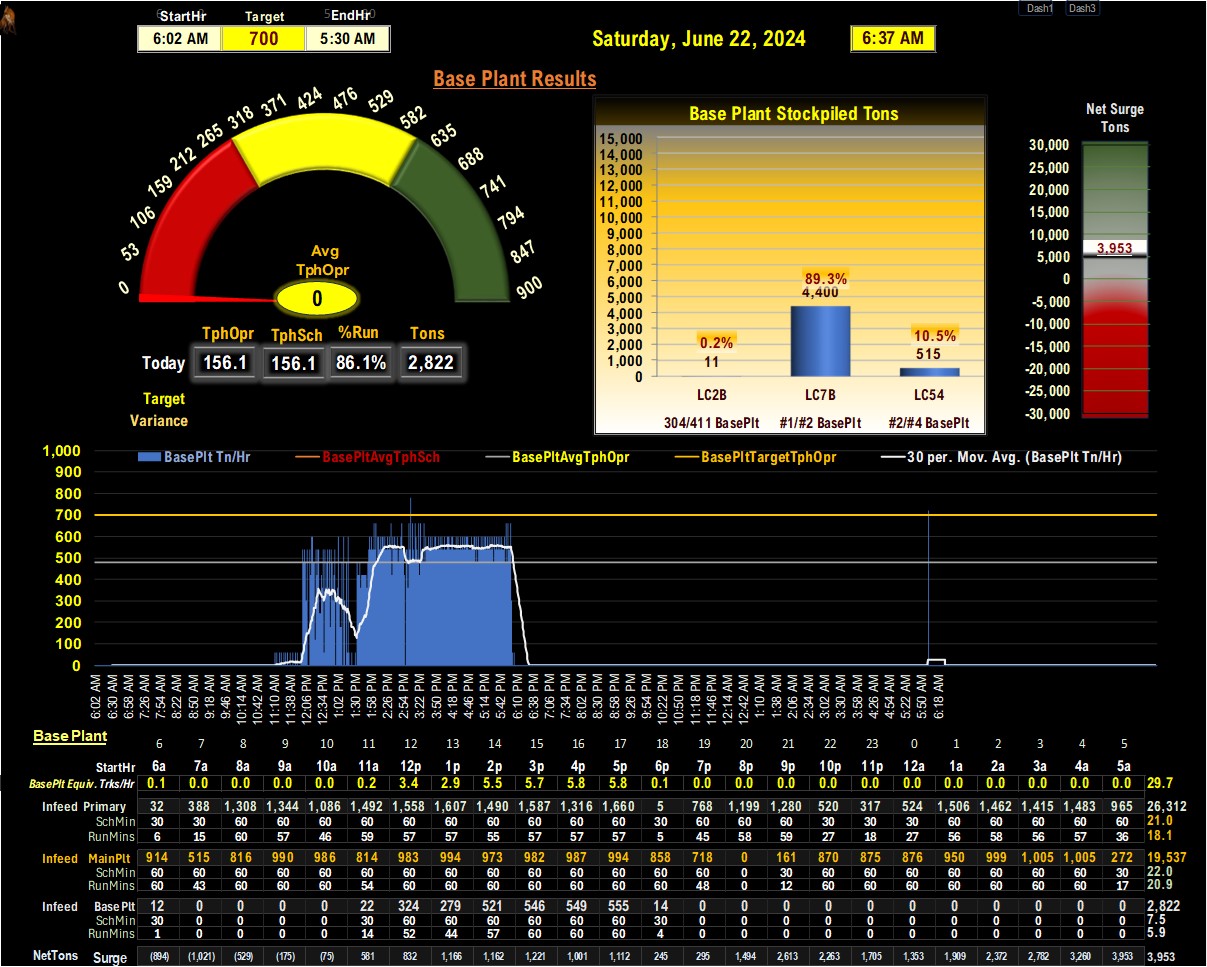 StartHr Target EndHr Dash1 Dash3
6:02 AM 700 5:30 AM Saturday, June 22, 2024 6:37 AM
Base Plant Results
0 53 106 159 212 265 318 371 424 476 529 582 635 688 741 794 847 900
Avg
TphOpr
0
TphOpr TphSch %Run Tons
Today 156.1 156.1 86.1% 2,822
Target
Variance
Base Plant Stockpiled Tons
15,000
14,000
13,000
12,000
11,000
10,000
9,000
8,000
7,000
6,000
5,000
4,000
3,000
2,000
1,000
0
0.2% 89.3% 10.5%
11 4,400 515
LC2B LC7B LC54
304/411 BasePlt #1/#2 BasePlt #2/#4 BasePlt
Net Surge
Tons
30,000
25,000
20,000
15,000
10,000
5,000
0
-5,000
-10,000
-15,000
-20,000
-25,000
-30,000
3,953
BasePlt Tn/Hr BasePltAvgTphSch BasePltAvgTphOpr BasePltTargetTphOpr 30 per. Mov. Avg. (BasePlt Tn/Hr)
1,000
900
800
700
600
500
400
300
200
100
0
6:02 AM 6:30 AM 6:58 AM 7:26 AM 7:54 AM 8:22 AM 8:50 AM 9:18 AM 9:46 AM 10:14 AM 10:42 AM 11:10 AM 11:38 AM 12:06 PM 12:34 PM 1:02 PM 1:30 PM 1:58 PM 2:26 PM 2:54 PM 3:22 PM 3:50 PM 4:18 PM 4:46 PM 5:14 PM 5:42 PM 6:10 PM 6:38 PM 7:06 PM 7:34 PM 8:02 PM 8:30 PM 8:58 PM 9:26 PM 9:54 PM 10:22 PM 10:50 PM 11:18 PM 11:46 PM 12:14 AM 12:42 AM 1:10 AM 1:38 AM 2:06 AM 2:34 AM 3:02 AM 3:30 AM 3:58 AM 4:26 AM 4:54 AM 5:22 AM 5:50 AM 6:18 AM
Base Plant
6 7 8 9 10 11 12 13 14 15 16 17 18 19 20 21 22 23 0 1 2 3 4 5
StartHr 6a 7a 8a 9a 10a 11a 12p 1p 2p 3p 4p 5p 6p 7p 8p 9p 10p 11p 12a 1a 2a 3a 4a 5a
BasePlt Equiv. Trks/Hr 0.1 0.0 0.0 0.0 0.0 0.2 3.4 2.9 5.5 5.7 5.8 5.8 0.1 0.0 0.0 0.0 0.0 0.0 0.0 0.0 0.0 0.0 0.0 0.0 29.7
Infeed Primary 32 388 1,308 1,344 1,086 1,492 1,558 1,607 1,490 1,587 1,316 1,660 5 768 1,199 1,280 520 317 524 1,506 1,462 1,415 1,483 965 26,312
SchMin 30 30 60 60 60 60 60 60 60 60 60 60 30 60 60 60 30 30 30 60 60 60 60 60 21.0
RunMins 6 15 60 57 46 59 57 57 55 57 57 57 5 45 58 59 27 18 27 56 58 56 57 36 18.1
Infeed MainPlt 914 515 816 990 986 814 983 994 973 982 987 994 858 718 0 161 870 875 876 950 999 1,005 1,005 272 19,537
SchMin 60 60 60 60 60 60 60 60 60 60 60 60 60 60 0 30 60 60 60 60 60 60 60 30 22.0
RunMins 60 43 60 60 60 54 60 60 60 60 60 60 60 48 0 12 60 60 60 60 60 60 60 17 20.9
Infeed BasePlt 12 0 0 0 0 22 324 279 521 546 549 555 14 0 0 0 0 0 0 0 0 0 0 0 2,822
SchMin 30 0 0 0 0 30 60 60 60 60 60 60 30 0 0 0 0 0 0 0 0 0 0 0 7.5
RunMins 1 0 0 0 0 14 52 44 57 60 60 60 4 0 0 0 0 0 0 0 0 0 0 0 5.9
NetTons Surge (894) (1,021) (529) (175) (75) 581 832 1,166 1,162 1,221 1,001 1,112 245 295 1,494 2,613 2,263 1,705 1,353 1,909 2,372 2,782 3,260 3,953 3,953